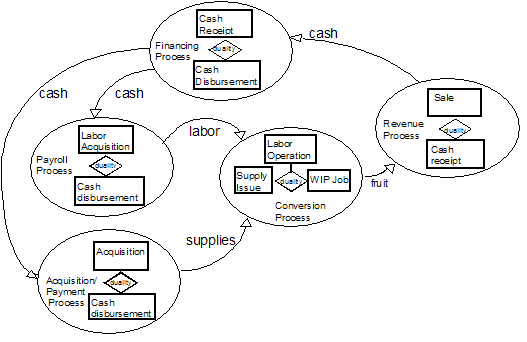 Cash
Receipt
Financing
Process
duality
Cash
Disbursement
cash
cash
cash
Sale
Revenue
Process
duality
Cash
receipt
Labor
Acquisition
Payroll
Process
duality
Cash
disbursement
labor
Labor
Operation
Supply
Issue
duality
WIP Job
Conversion
Process
fruit
supplies
Acquisition
Acquisition/
Payment
Process
duality
Cash
disbursement